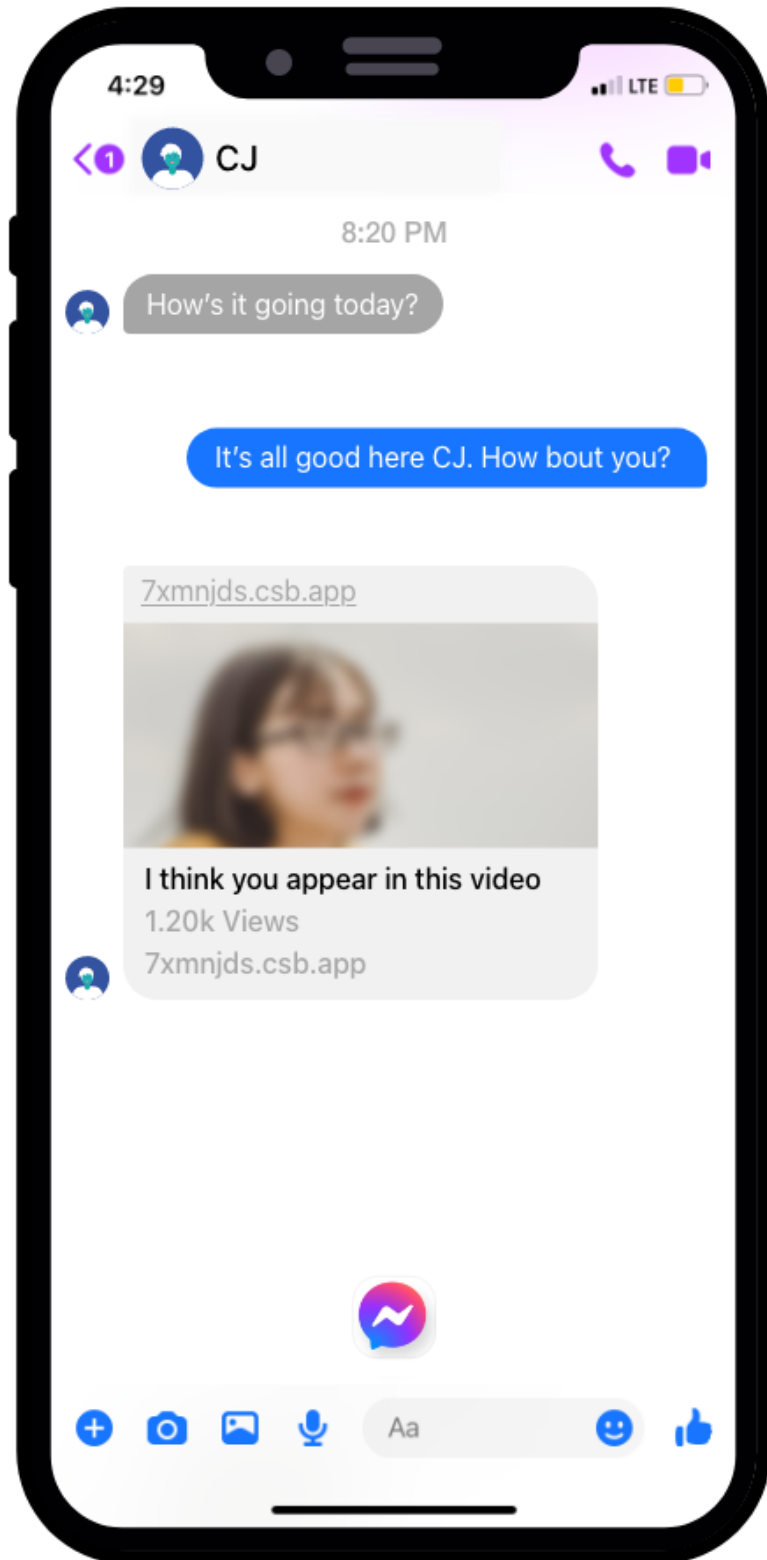 4:29
LTE
1
CJ
8:20 PM
How's it going today?
It's all good here CJ. How bout you?
7xmnjds.csb.app
I think you appear in this video
1.20k Views
7xmnjds.csb.app
Aa